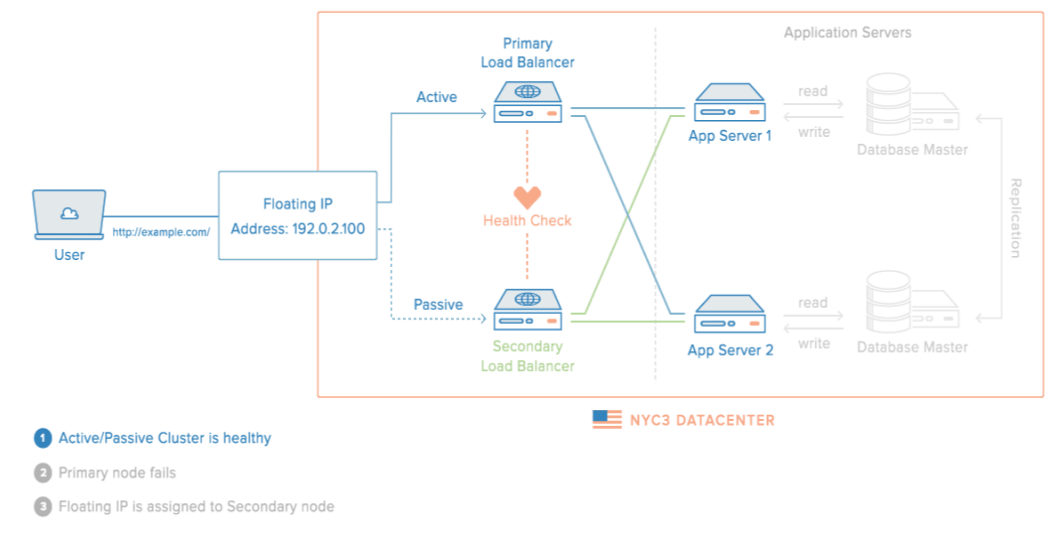 Application Servers
Primary
Load Balancer
Active
read
write
App Server 1
Database Master
Floating IP
Address: 192.0.2.100
http://example.com/
User
Health Check
Replication
Passive
read
write
Secondary
Load Balancer
App Server 2
Database Master
NYC3 DATACENTER
1 Active/Passive Cluster is healthy
2 Primary node fails
3 Floating IP is assigned to Secondary node